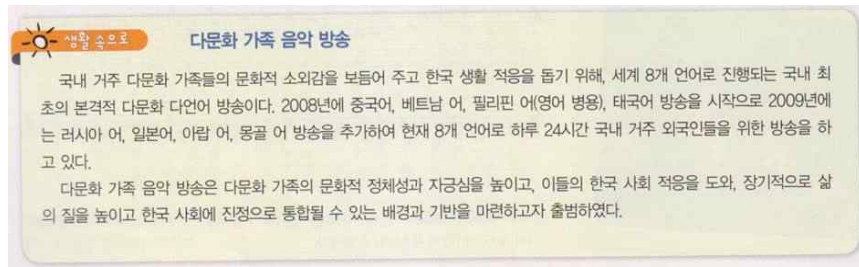 생활 속으로
다문화 가족 음악 방송
국내 거주 다문화 가족들의 문화적 소외감을 보듬어 주고 한국 생활 적응을 돕기 위해, 세계 8개 언어로 진행되는 국내 최
초의 본격적 다문화 다언어 방송이다. 2008년에 중국어, 베트남 어, 필리핀 어(영어 병용), 태국어 방송을 시작으로 2009년에
는 러시아 어, 일본어, 아랍 어, 몽골 어 방송을 추가하여 현재 8개 언어로 하루 24시간 국내 거주 외국인들을 위한 방송을 하
고 있다.
다문화 가족 음악 방송은 다문화 가족의 문화적 정체성과 자긍심을 높이고, 이들의 한국 사회 적응을 도와, 장기적으로 삶
의 질을 높이고 한국 사회에 진정으로 통합될 수 있는 배경과 기반을 마련하고자 출범하였다.